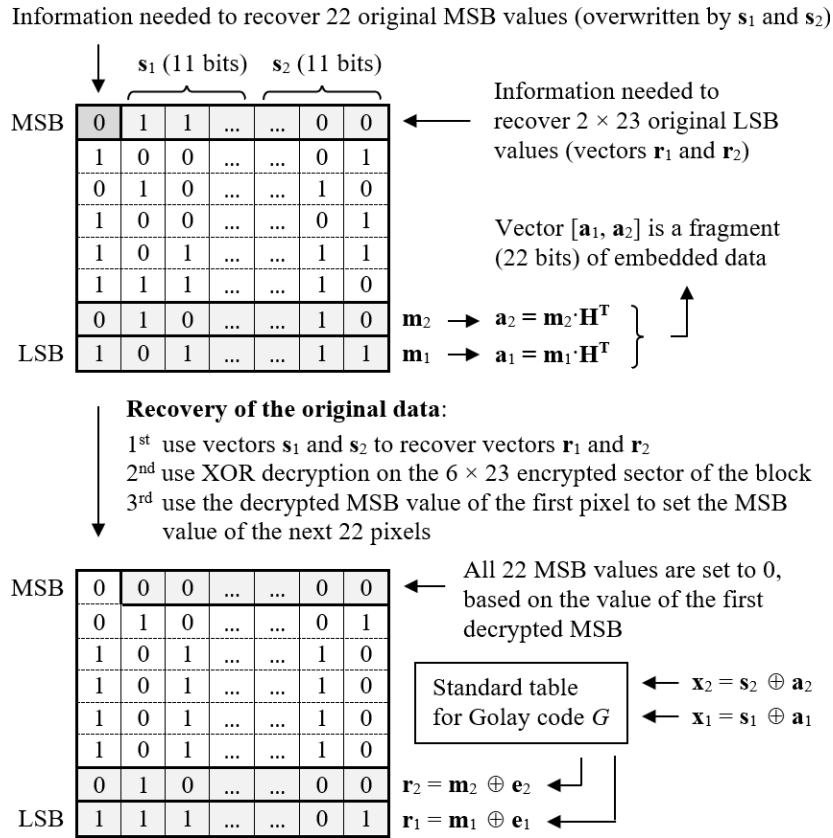 Information needed to recover 22 original MSB values (overwritten by s₁ and s₂)
s₁ (11 bits) s₂ (11 bits)
MSB 0 1 1 ... ... 0 0
1 0 0 ... ... 0 1
0 1 0 ... ... 1 0
1 0 0 ... ... 0 1
1 0 1 ... ... 1 1
1 1 1 ... ... 1 0
0 1 0 ... ... 1 0 m₂ → a₂ = m₂·Hᵀ
LSB 1 0 1 ... ... 1 1 m₁ → a₁ = m₁·Hᵀ
Information needed to
recover 2 × 23 original LSB
values (vectors r₁ and r₂)
Vector [a₁, a₂] is a fragment
(22 bits) of embedded data
Recovery of the original data:
1st use vectors s₁ and s₂ to recover vectors r₁ and r₂
2nd use XOR decryption on the 6 × 23 encrypted sector of the block
3rd use the decrypted MSB value of the first pixel to set the MSB
value of the next 22 pixels
MSB 0 0 0 ... ... 0 0
0 1 0 ... ... 0 1
1 0 1 ... ... 1 0
1 0 1 ... ... 1 0
1 0 1 ... ... 1 0
1 0 1 ... ... 1 0
0 1 0 ... ... 0 0 r₂ = m₂ ⊕ e₂
LSB 1 1 1 ... ... 0 1 r₁ = m₁ ⊕ e₁
All 22 MSB values are set to 0,
based on the value of the first
decrypted MSB
Standard table
for Golay code G
x₂ = s₂ ⊕ a₂
x₁ = s₁ ⊕ a₁